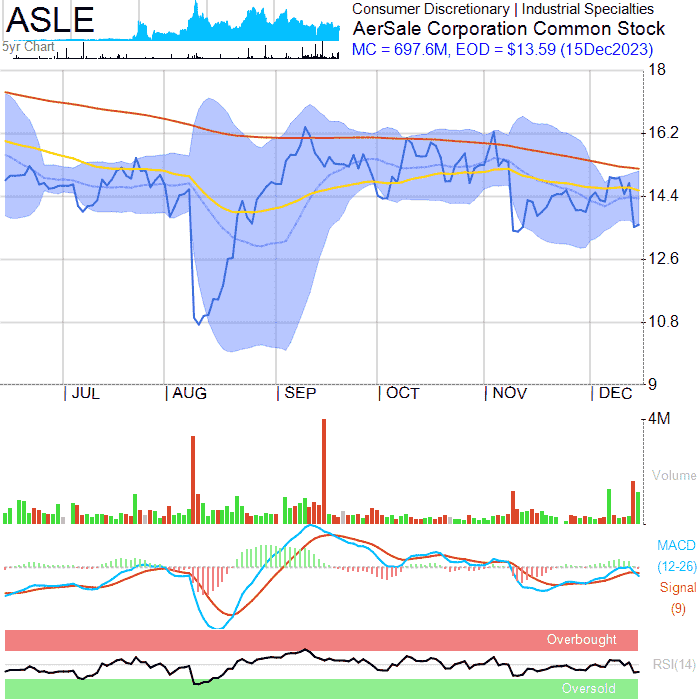 ASLE
5yr Chart
Consumer Discretionary | Industrial Specialties
AerSale Corporation Common Stock
MC = 697.6M, EOD = $13.59 (15Dec2023)
18
16.2
14.4
12.6
10.8
9
| JUL | AUG | SEP | OCT | NOV | DEC
4M
Volume
MACD
(12-26)
Signal
(9)
Overbought
RSI(14)
Oversold